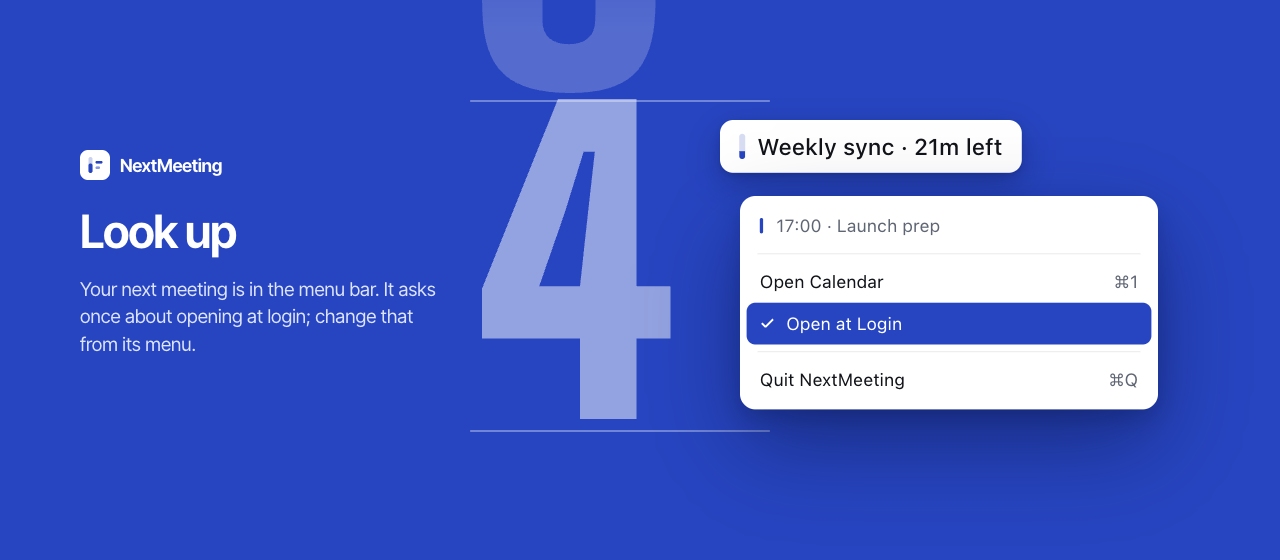 NextMeeting
Look up
Your next meeting is in the menu bar. It asks
once about opening at login; change that
from its menu.
4
Weekly sync · 21m left
17:00 · Launch prep
Open Calendar ⌘1
Open at Login
Quit NextMeeting ⌘Q